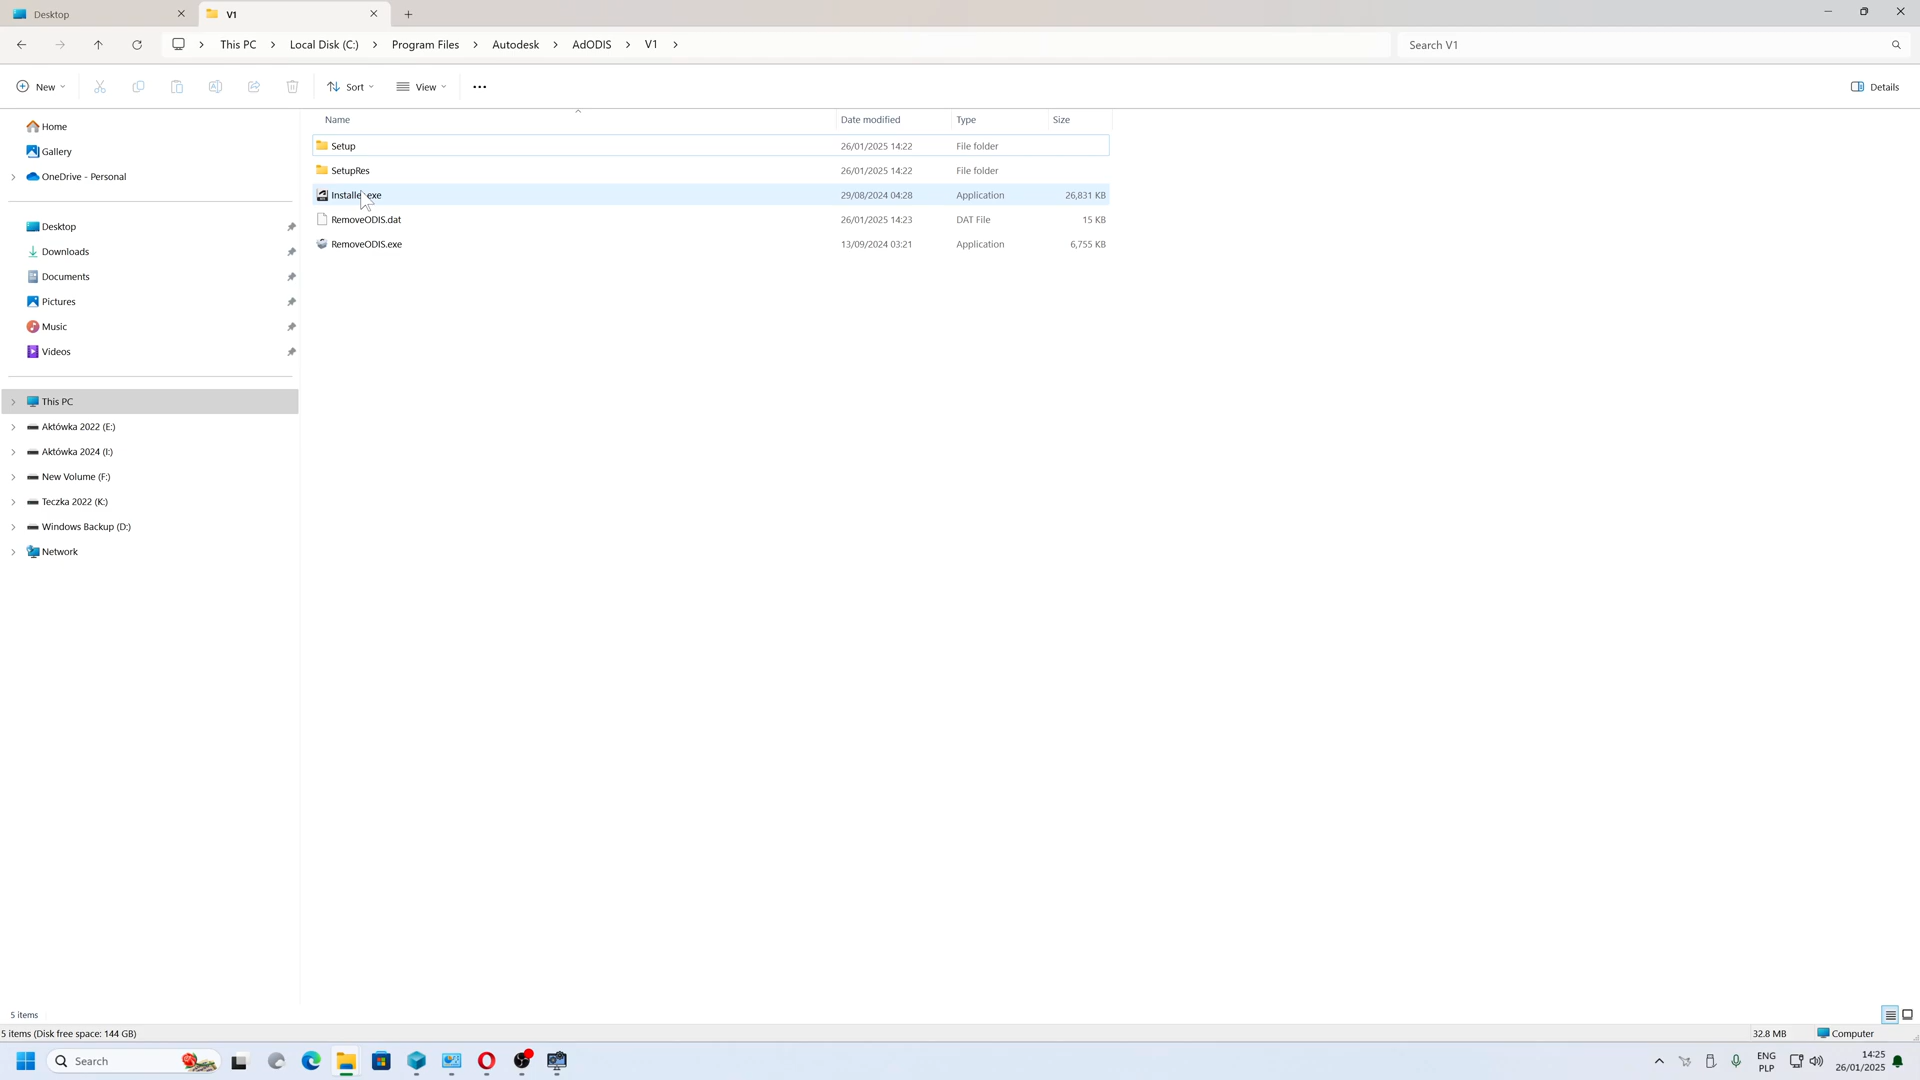 Desktop
V1
This PC > Local Disk (C:) > Program Files > Autodesk > AdODIS > V1 >
Search V1
New
Sort
View
Details
Home
Gallery
OneDrive - Personal
Desktop
Downloads
Documents
Pictures
Music
Videos
This PC
Aktówka 2022 (E:)
Aktówka 2024 (I:)
New Volume (F:)
Teczka 2022 (K:)
Windows Backup (D:)
Network
Name Date modified Type Size
Setup 26/01/2025 14:22 File folder
SetupRes 26/01/2025 14:22 File folder
Installer.exe 29/08/2024 04:28 Application 26,831 KB
RemoveODIS.dat 26/01/2025 14:23 DAT File 15 KB
RemoveODIS.exe 13/09/2024 03:21 Application 6,755 KB
5 items
5 items (Disk free space: 144 GB)
32.8 MB
Computer
Search
ENG
PLP
14:25
26/01/2025